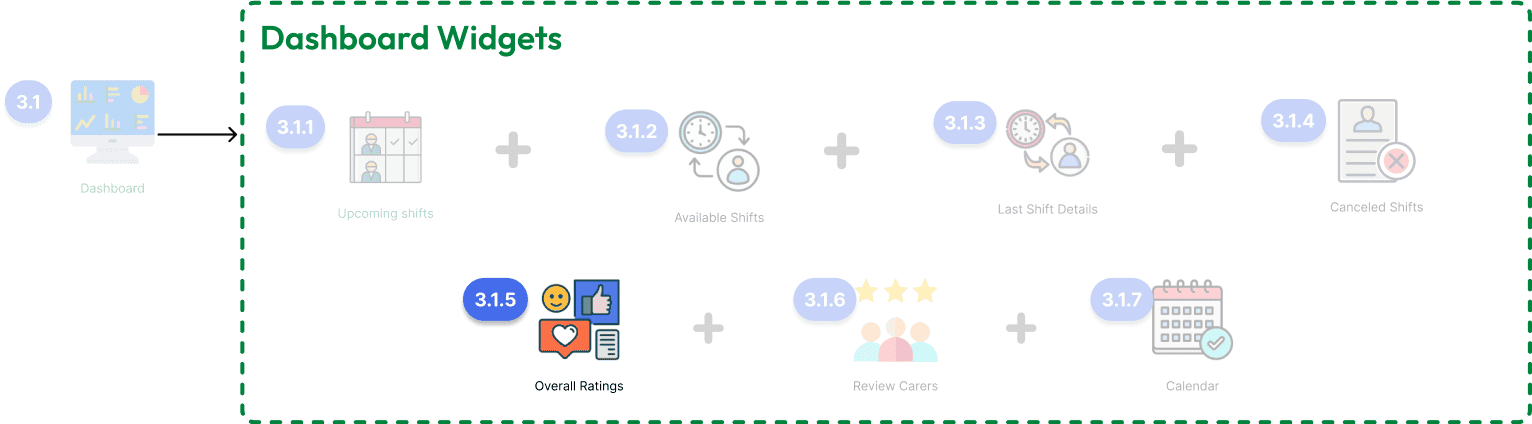 Dashboard Widgets
3.1
Dashboard
3.1.1
Upcoming shifts
3.1.2
Available Shifts
3.1.3
Last Shift Details
3.1.4
Canceled Shifts
3.1.5
Overall Ratings
3.1.6
Review Carers
3.1.7
Calendar